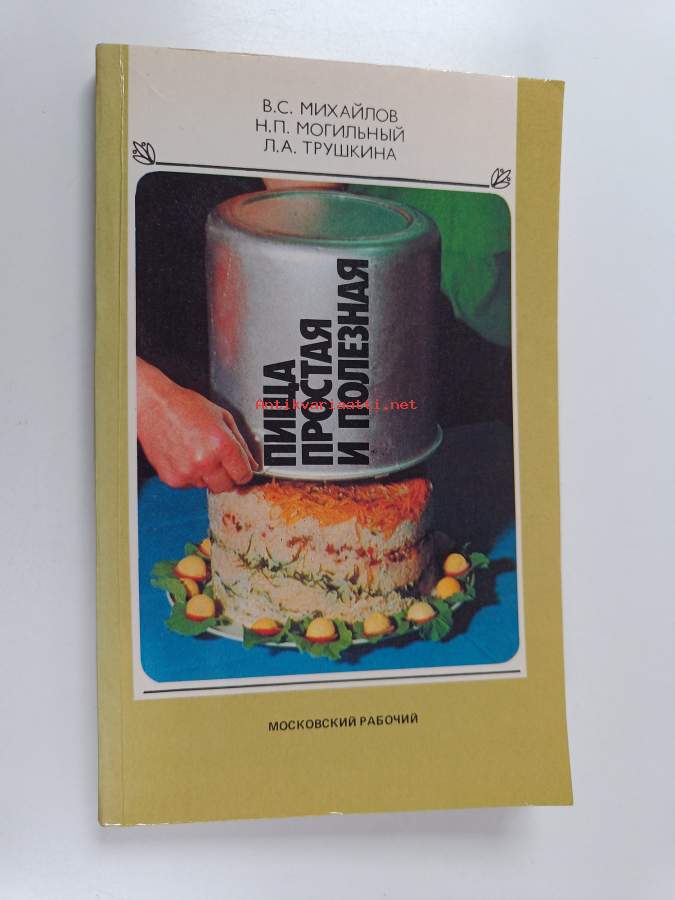 В.С. МИХАЙЛОВ
Н.П. МОГИЛЬНЫЙ
Л.А. ТРУШКИНА
ПИЩА
ПРОСТАЯ
И ПОЛЕЗНАЯ
Antikvariaatti.net
МОСКОВСКИЙ РАБОЧИЙ